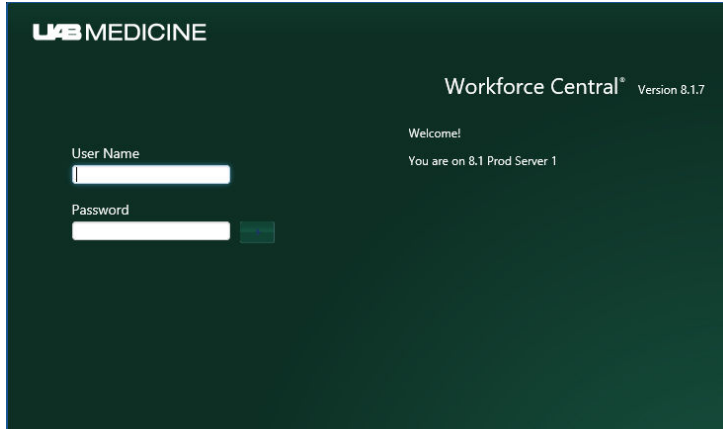 UAB MEDICINE
Workforce Central® Version 8.1.7
Welcome!
You are on 8.1 Prod Server 1
User Name
Password